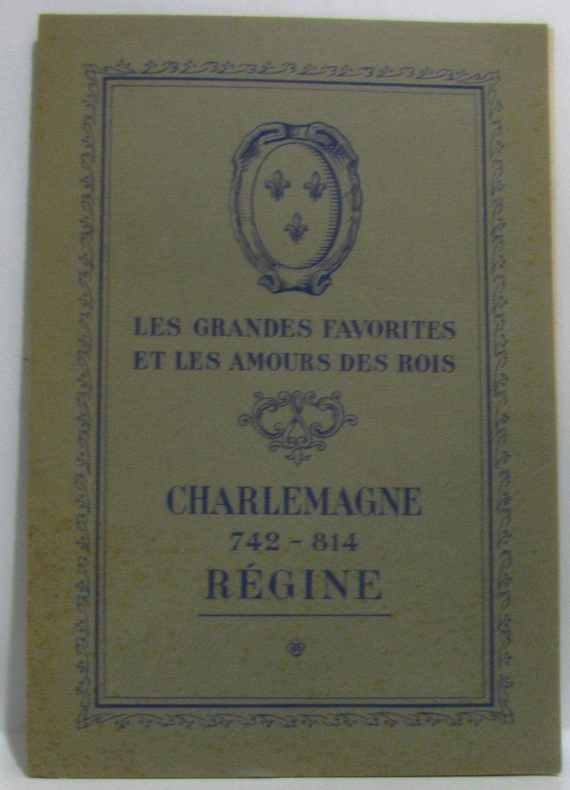 LES GRANDES FAVORITES
ET LES AMOURS DES ROIS
CHARLEMAGNE
742 - 814
RÉGINE